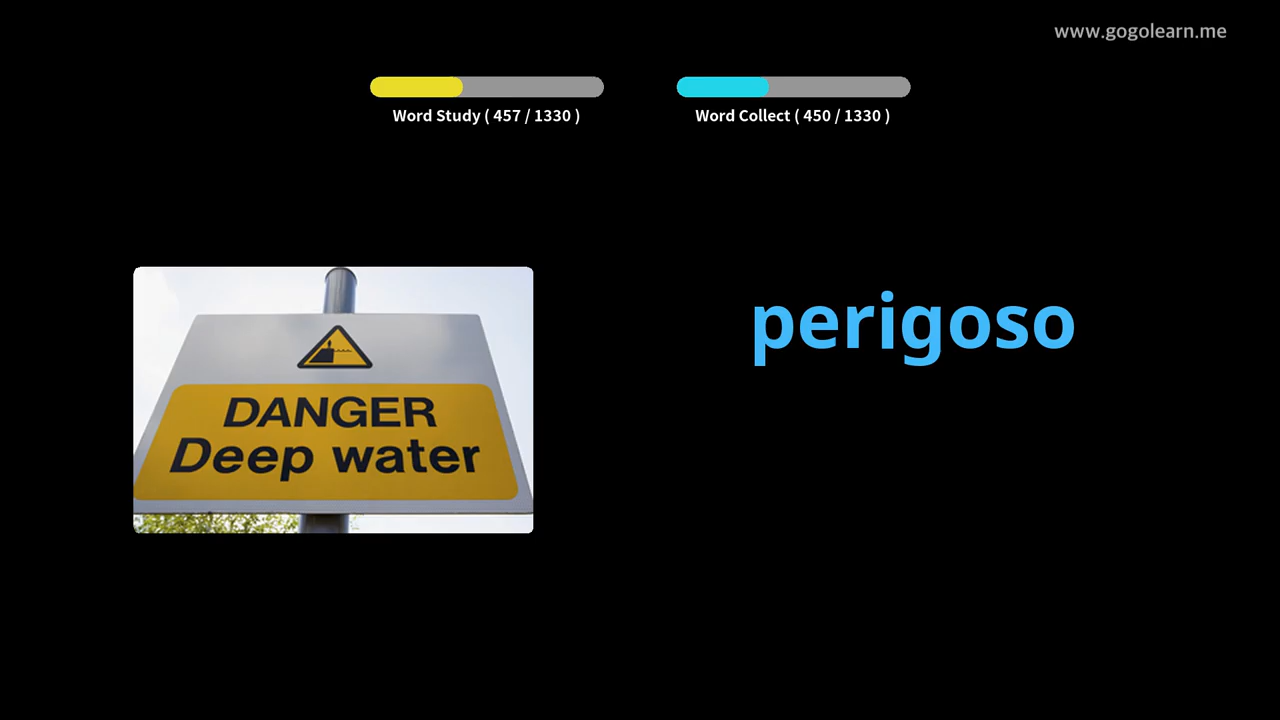 www.gogolearn.me
Word Study ( 457 / 1330 )
Word Collect ( 450 / 1330 )
DANGER
Deep water
perigoso